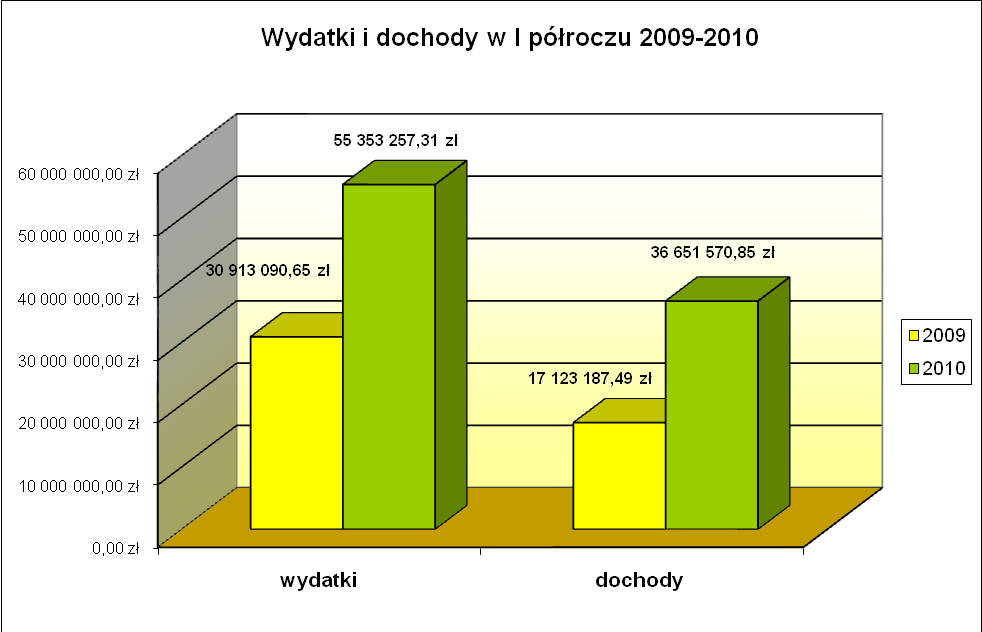 Wydatki i dochody w I półroczu 2009-2010
55 353 257,31 zł
60 000 000,00 zł
50 000 000,00 zł
36 651 570,85 zł
30 913 090,65 zł
40 000 000,00 zł
2009
30 000 000,00 zł
2010
17 123 187,49 zł
20 000 000,00 zł
10 000 000,00 zł
0,00 zł
wydatki
dochody